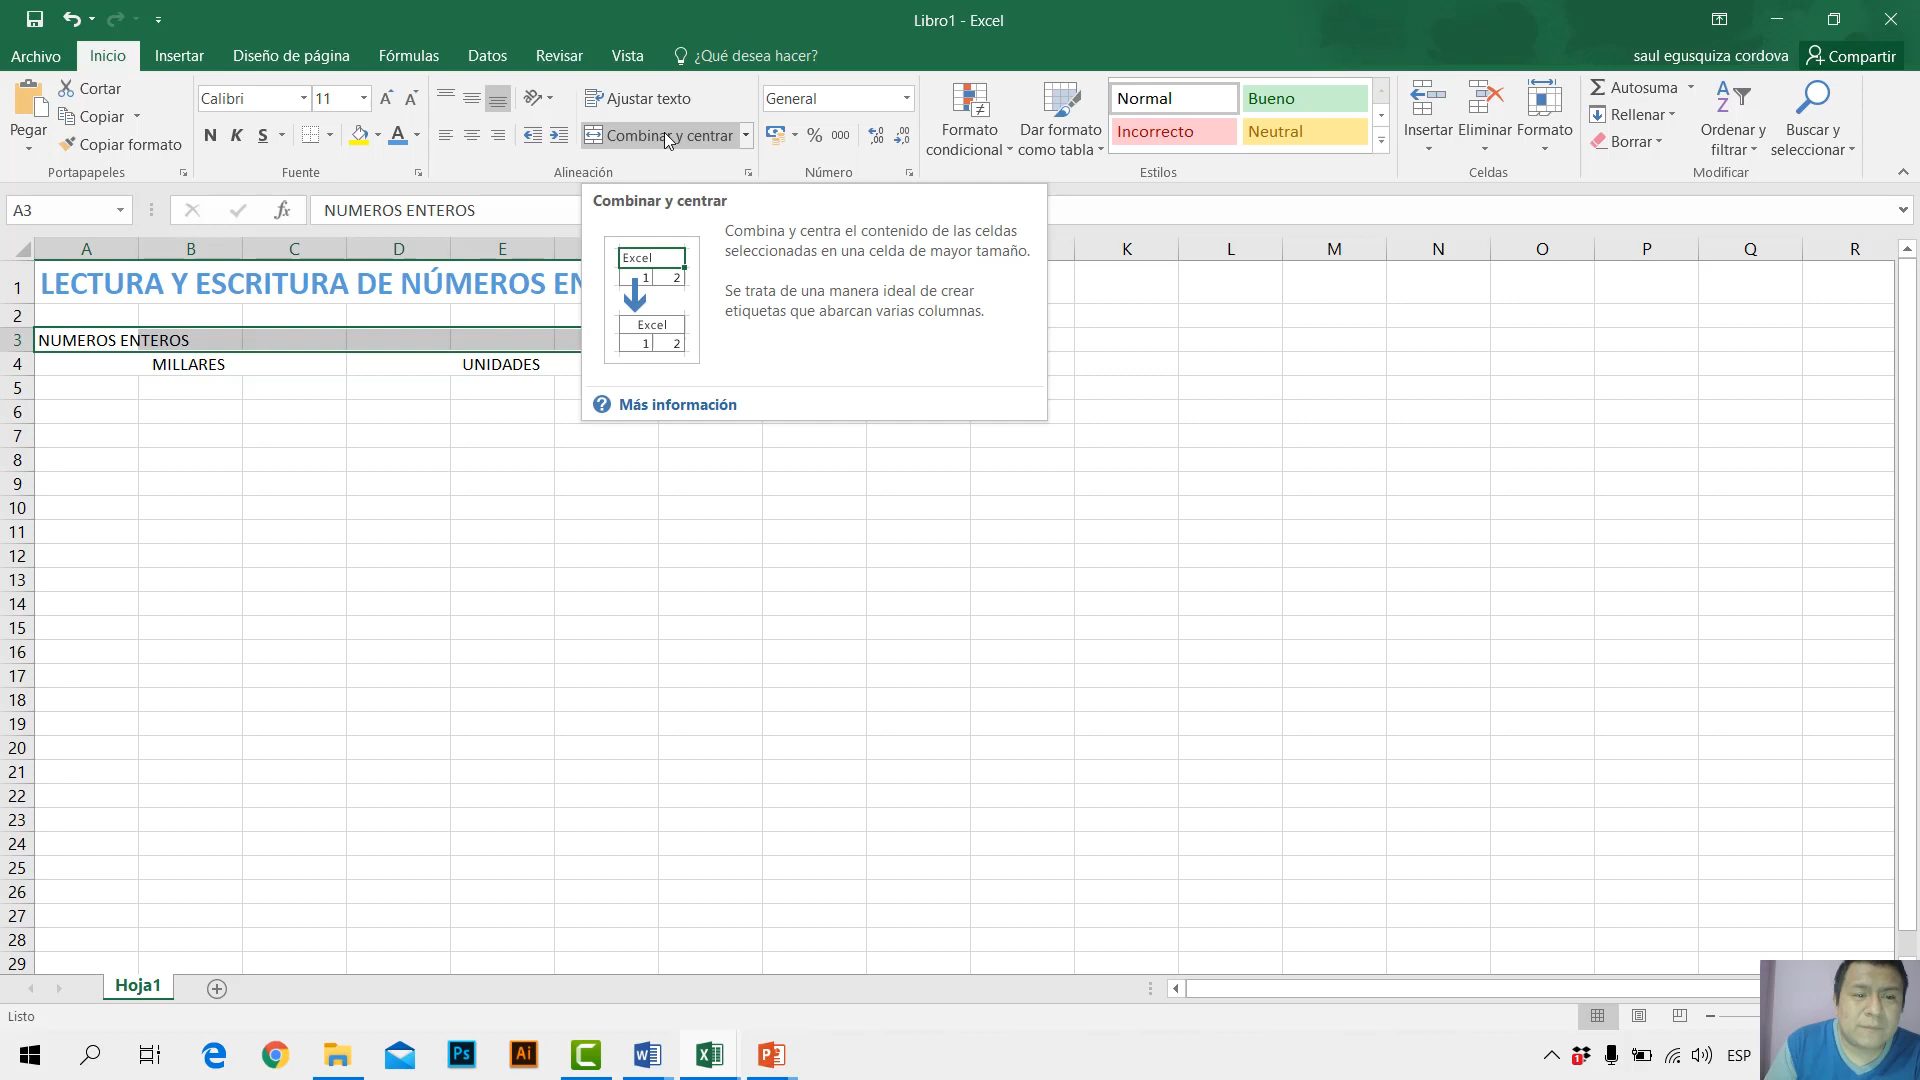 Libro1 - Excel
Archivo
Inicio
Insertar
Diseño de página
Fórmulas
Datos
Revisar
Vista
¿Qué desea hacer?
saul egusquiza cordova
Compartir
Pegar
Cortar
Copiar
Copiar formato
Portapapeles
Calibri
11
N K S
A
Fuente
Ajustar texto
Combinar y centrar
Alineación
General
% 000
Número
Formato
condicional
Dar formato
como tabla
Normal
Bueno
Incorrecto
Neutral
Estilos
Insertar
Eliminar
Formato
Celdas
Autosuma
Rellenar
Borrar
Ordenar y
filtrar
Buscar y
seleccionar
Modificar
A3
fx
NUMEROS ENTEROS
A B C D E K L M N O P Q R
1 LECTURA Y ESCRITURA DE NÚMEROS EN
2
3 NUMEROS ENTEROS
4 MILLARES UNIDADES
5
6
7
8
9
10
11
12
13
14
15
16
17
18
19
20
21
22
23
24
25
26
27
28
29
Combinar y centrar
Combina y centra el contenido de las celdas
seleccionadas en una celda de mayor tamaño.
Se trata de una manera ideal de crear
etiquetas que abarcan varias columnas.
Excel
1 2
Excel
1 2
Más información
Hoja1
Listo
Ps
Ai
ESP